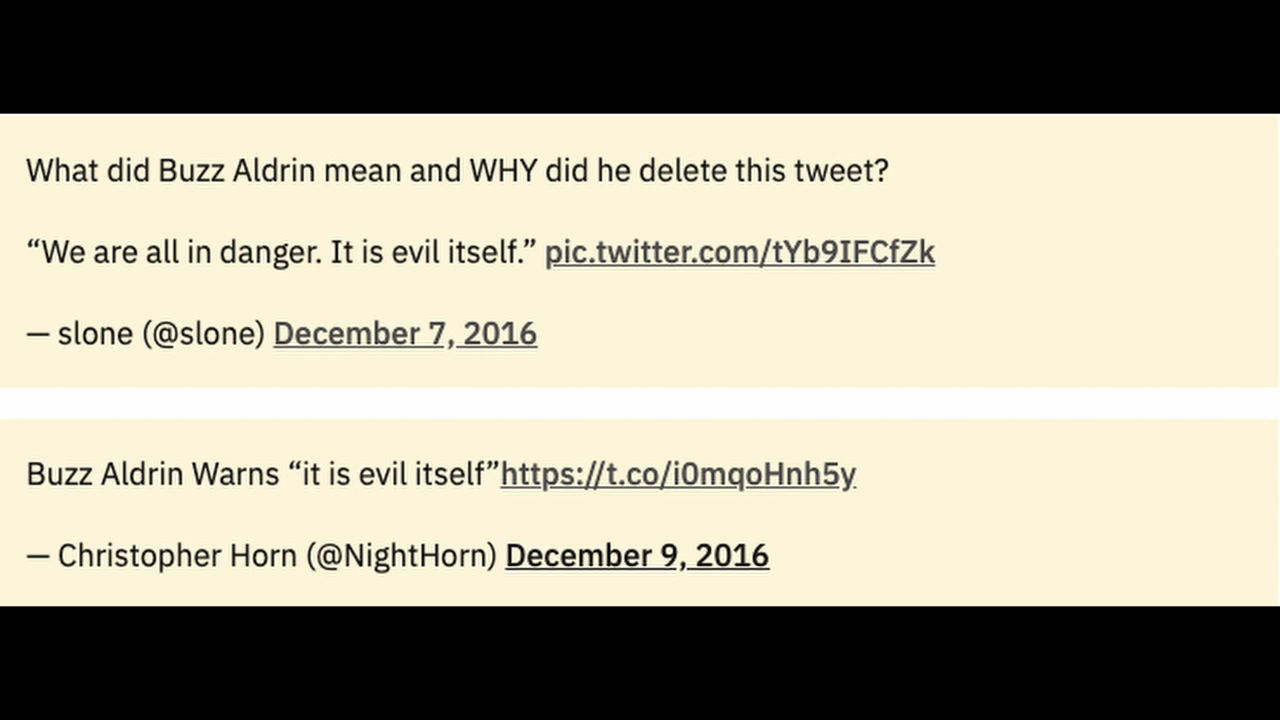 What did Buzz Aldrin mean and WHY did he delete this tweet?
“We are all in danger. It is evil itself.” pic.twitter.com/tYb9IFCfZk
— slone (@slone) December 7, 2016
Buzz Aldrin Warns “it is evil itself”https://t.co/i0mqoHnh5y
— Christopher Horn (@NightHorn) December 9, 2016